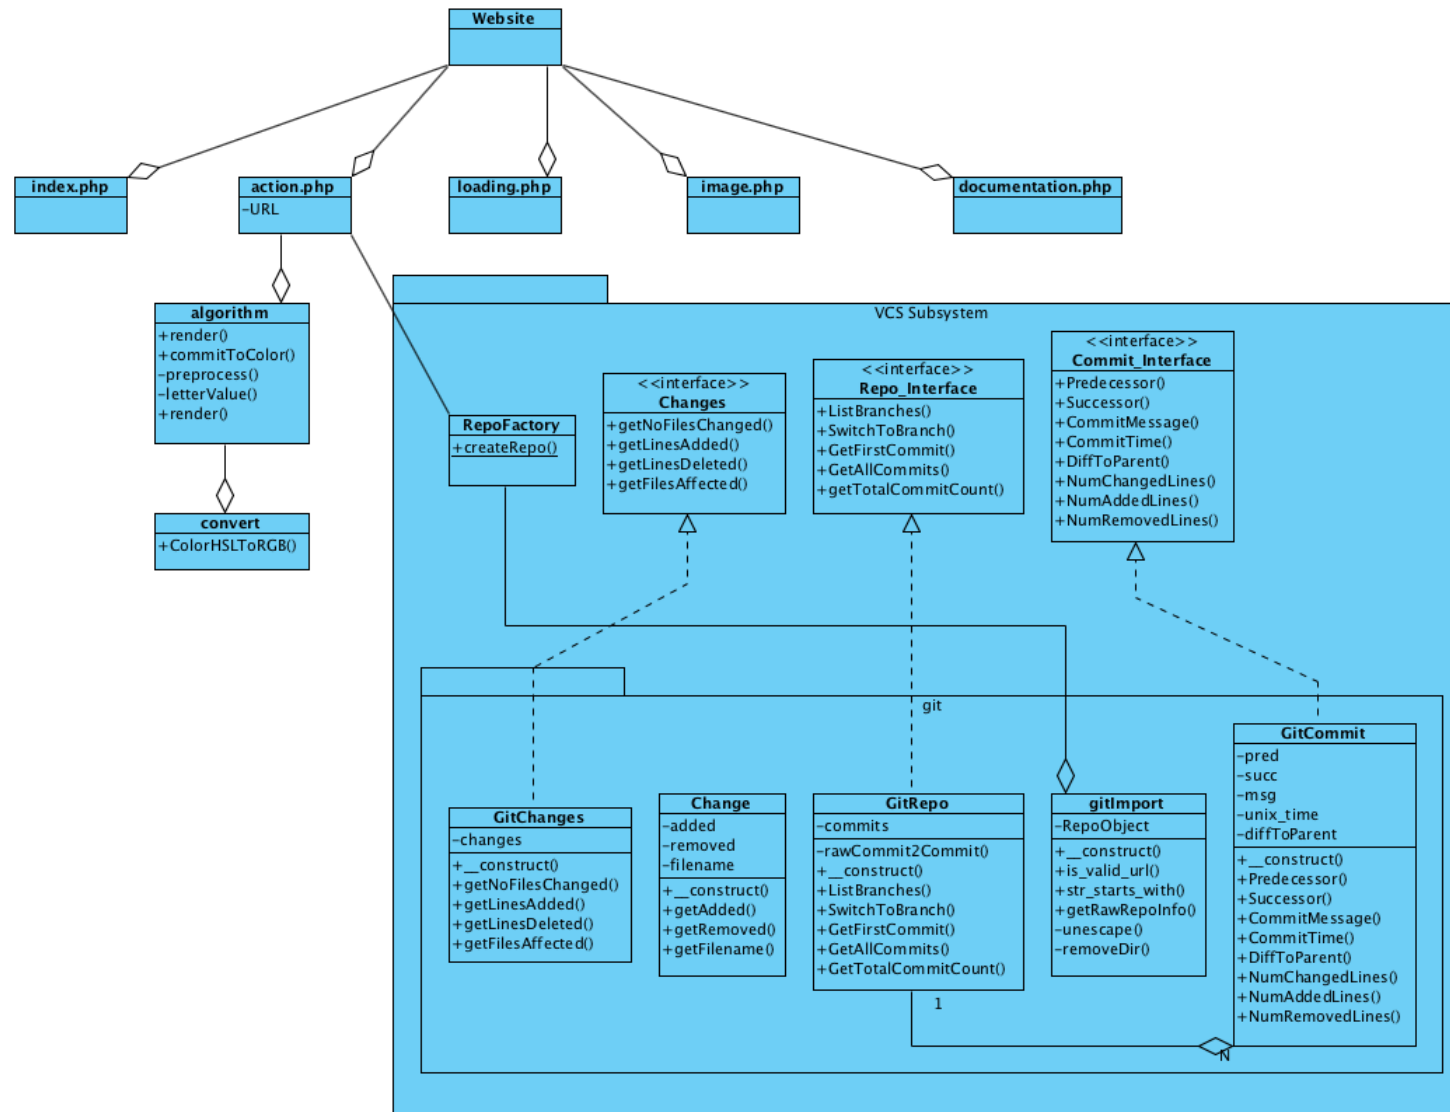 Website
index.php
action.php
-URL
loading.php
image.php
documentation.php
algorithm
+render()
+commitToColor()
-preprocess()
-letterValue()
+render()
convert
+ColorHSLToRGB()
VCS Subsystem
RepoFactory
+createRepo()
<<interface>>
Changes
+getNoFilesChanged()
+getLinesAdded()
+getLinesDeleted()
+getFilesAffected()
<<interface>>
Repo_Interface
+ListBranches()
+SwitchToBranch()
+GetFirstCommit()
+GetAllCommits()
+getTotalCommitCount()
<<interface>>
Commit_Interface
+Predecessor()
+Successor()
+CommitMessage()
+CommitTime()
+DiffToParent()
+NumChangedLines()
+NumAddedLines()
+NumRemovedLines()
git
GitChanges
-changes
+__construct()
+getNoFilesChanged()
+getLinesAdded()
+getLinesDeleted()
+getFilesAffected()
Change
-added
-removed
-filename
+__construct()
+getAdded()
+getRemoved()
+getFilename()
GitRepo
-commits
-rawCommit2Commit()
+__construct()
+ListBranches()
+SwitchToBranch()
+GetFirstCommit()
+GetAllCommits()
+GetTotalCommitCount()
gitImport
-RepoObject
+__construct()
+is_valid_url()
+str_starts_with()
+getRawRepoInfo()
-unescape()
-removeDir()
GitCommit
-pred
-succ
-msg
-unix_time
-diffToParent
+__construct()
+Predecessor()
+Successor()
+CommitMessage()
+CommitTime()
+DiffToParent()
+NumChangedLines()
+NumAddedLines()
+NumRemovedLines()
1
N